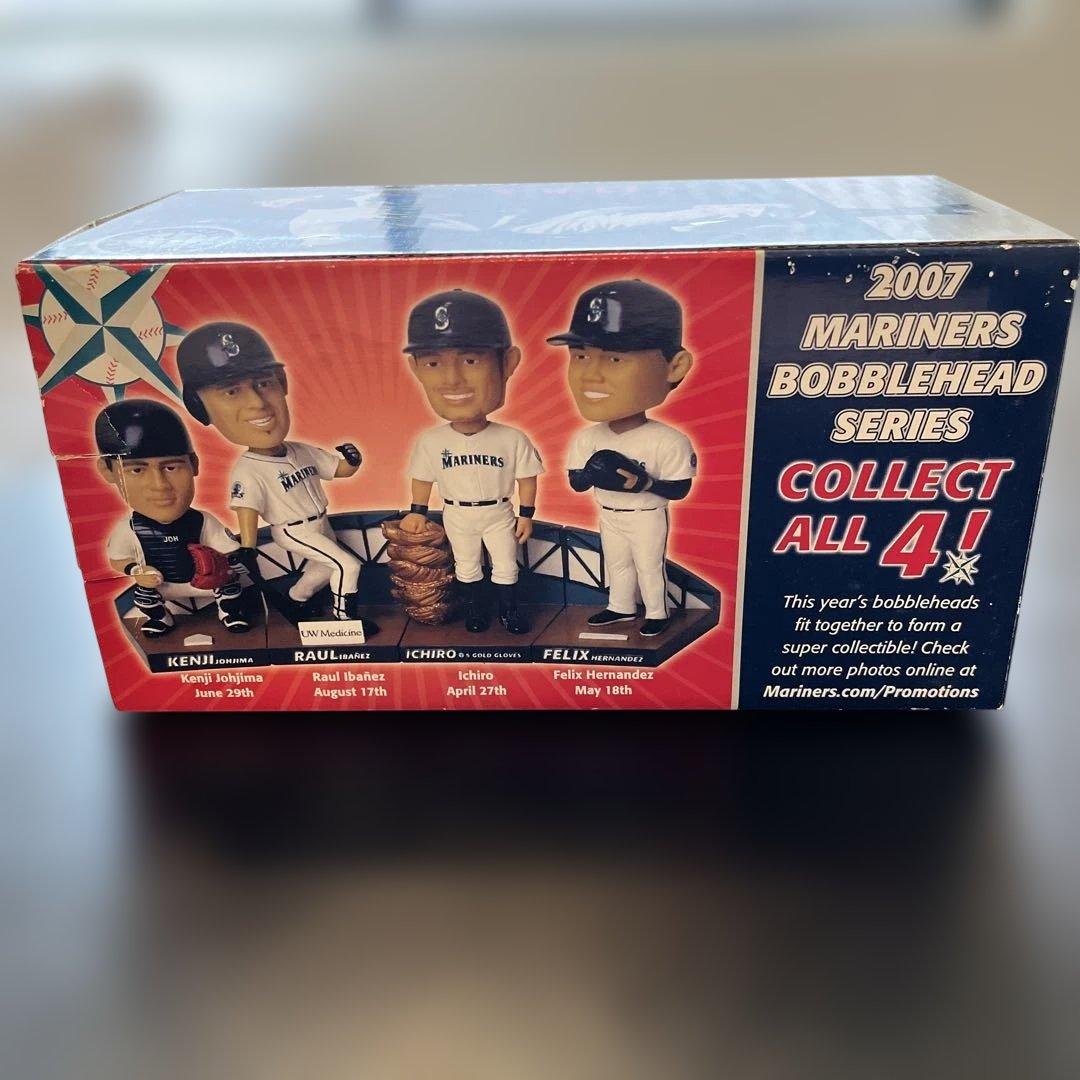 2007
MARINERS
BOBBLEHEAD
SERIES
COLLECT
ALL 4!
This year's bobbleheads
fit together to form a
super collectible! Check
out more photos online at
Mariners.com/Promotions
S
S
S
MARINERS
MARINERS
JOH
UW Medicine
KENJI JOHJIMA
RAUL IBAÑEZ
ICHIRO
GOLD GLOVES
FELIX HERNANDEZ
Kenji Johjima
June 29th
Raul Ibañez
August 17th
Ichiro
April 27th
Felix Hernandez
May 18th